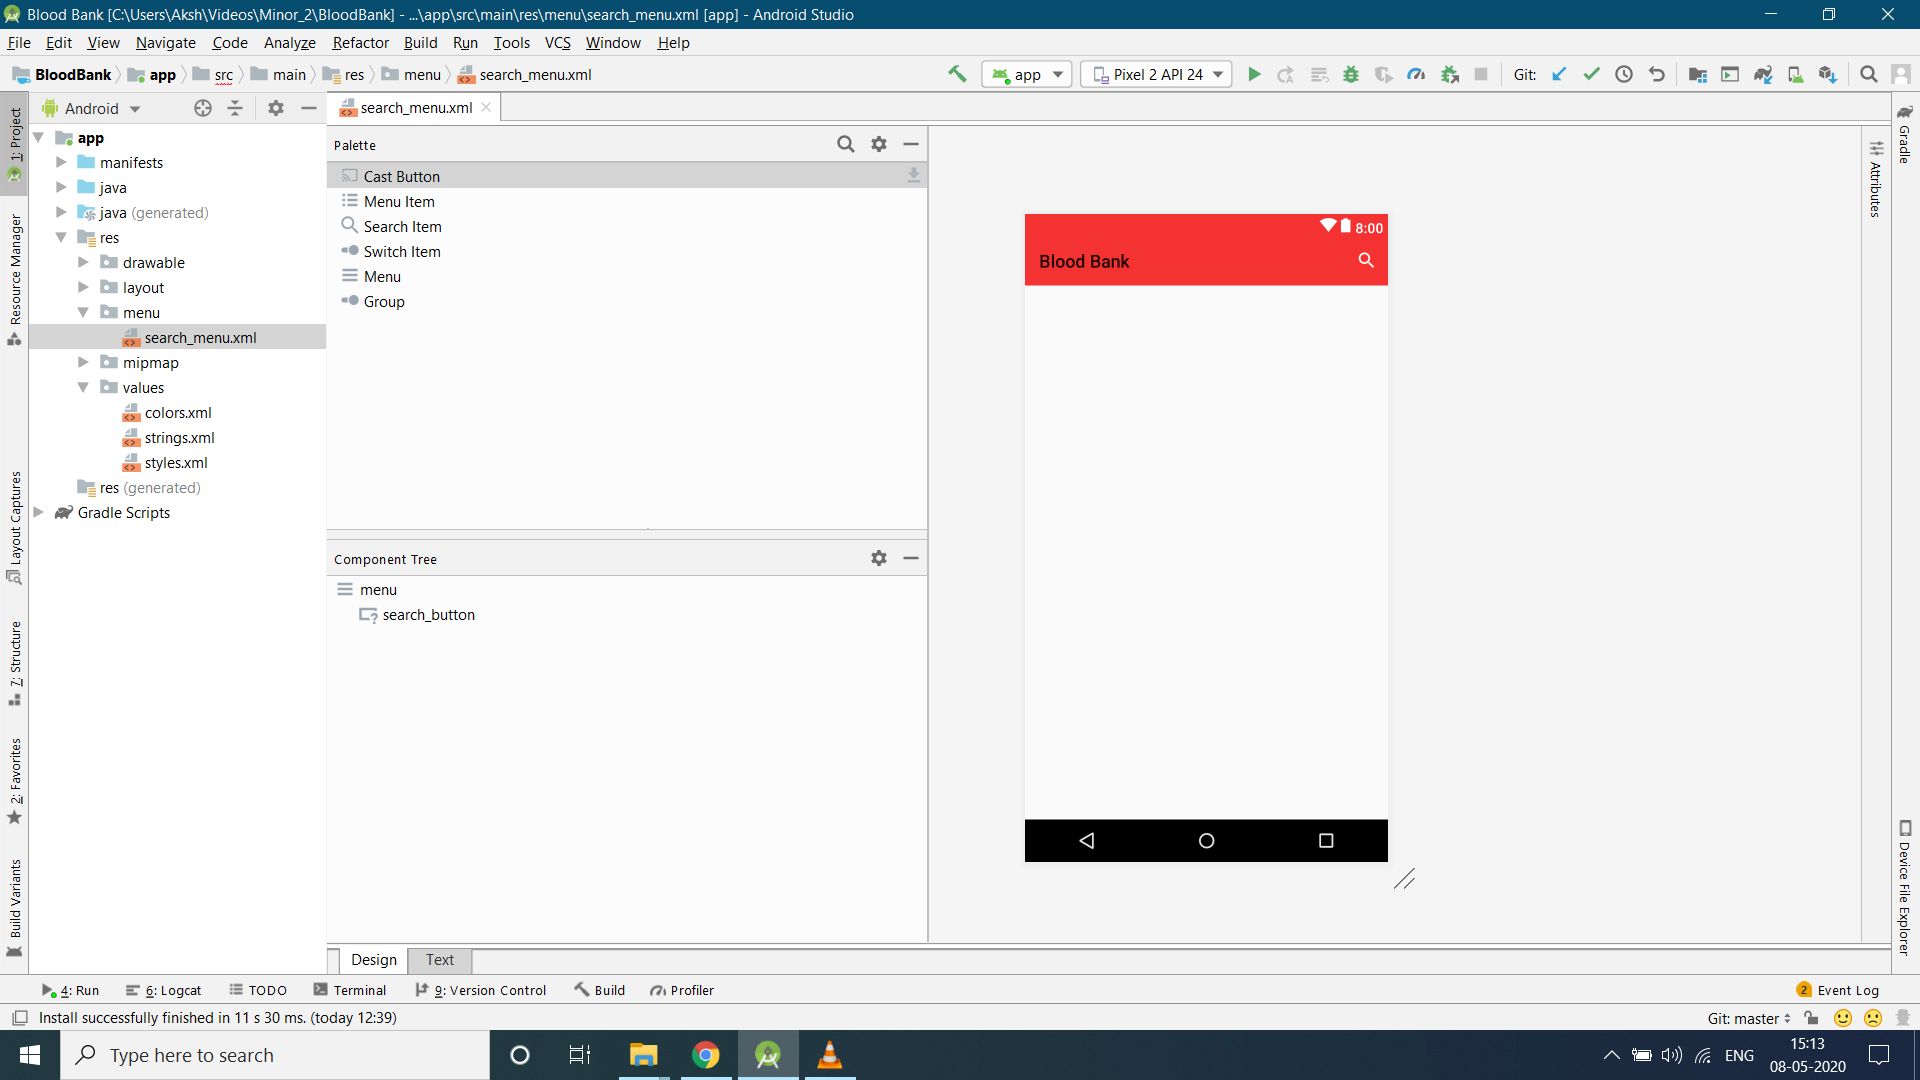 Blood Bank [C:\Users\Aksh\Videos\Minor_2\BloodBank] - ...\app\src\main\res\menu\search_menu.xml [app] - Android Studio
File Edit View Navigate Code Analyze Refactor Build Run Tools VCS Window Help
BloodBank app src main res menu search_menu.xml app Pixel 2 API 24 Git:
Android
search_menu.xml
1: Project
Resource Manager
Layout Captures
7: Structure
2: Favorites
Build Variants
app
manifests
java
java (generated)
res
drawable
layout
menu
search_menu.xml
mipmap
values
colors.xml
strings.xml
styles.xml
res (generated)
Gradle Scripts
Palette
Cast Button
Menu Item
Search Item
Switch Item
Menu
Group
Component Tree
menu
search_button
8:00
Blood Bank
Attributes
Gradle
Device File Explorer
Design Text
4: Run 6: Logcat TODO Terminal 9: Version Control Build Profiler 2 Event Log
Install successfully finished in 11 s 30 ms. (today 12:39) Git: master
Type here to search
ENG
15:13
08-05-2020